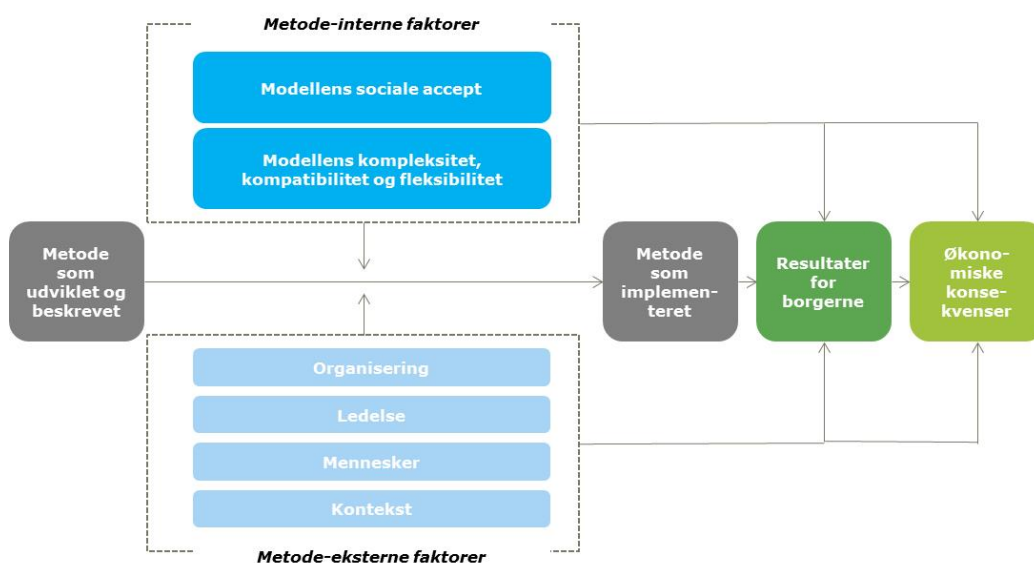 Metode-interne faktorer
Modellens sociale accept
Modellens kompleksitet,
kompatibilitet og fleksibilitet
Metode
som
udviklet og
beskrevet
Metode
som
implemen-
teret
Resultater
for
borgerne
Økono-
miske
konse-
kvenser
Organisering
Ledelse
Mennesker
Kontekst
Metode-eksterne faktorer